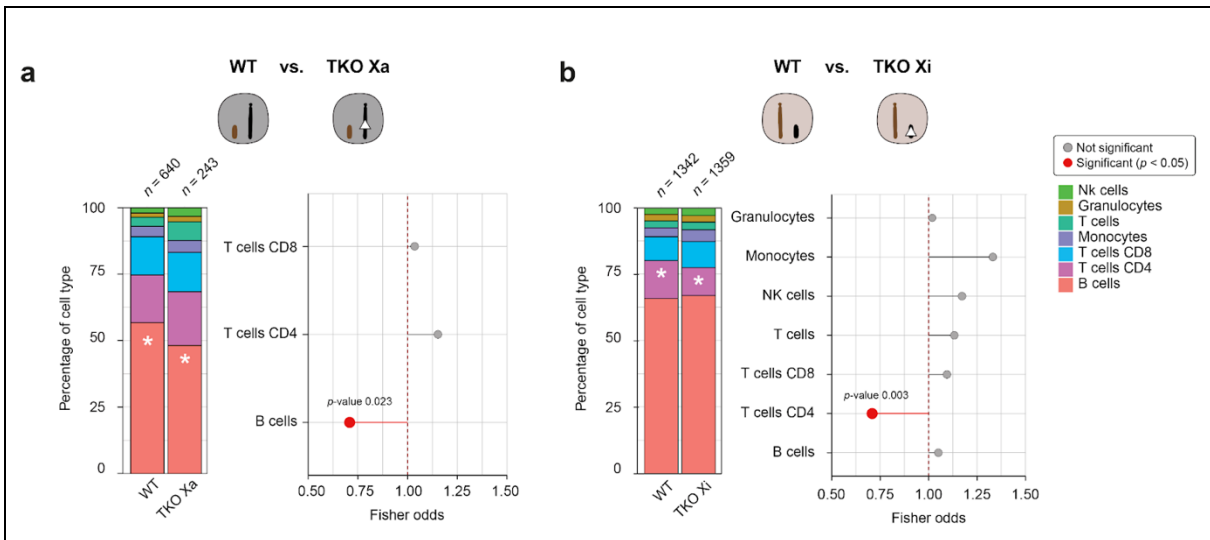 a
WT vs. TKO Xa
n = 640
n = 243
Percentage of cell type
100
75
50
25
0
*
*
WT
TKO Xa
T cells CD8
T cells CD4
B cells
p-value 0.023
0.50 0.75 1.00 1.25 1.50
Fisher odds
b
WT vs. TKO Xi
n = 1342
n = 1359
Percentage of cell type
100
75
50
25
0
*
*
WT
TKO Xi
Granulocytes
Monocytes
NK cells
T cells
T cells CD8
T cells CD4
B cells
p-value 0.003
0.50 0.75 1.00 1.25 1.50
Fisher odds
Not significant
Significant (p < 0.05)
Nk cells
Granulocytes
T cells
Monocytes
T cells CD8
T cells CD4
B cells